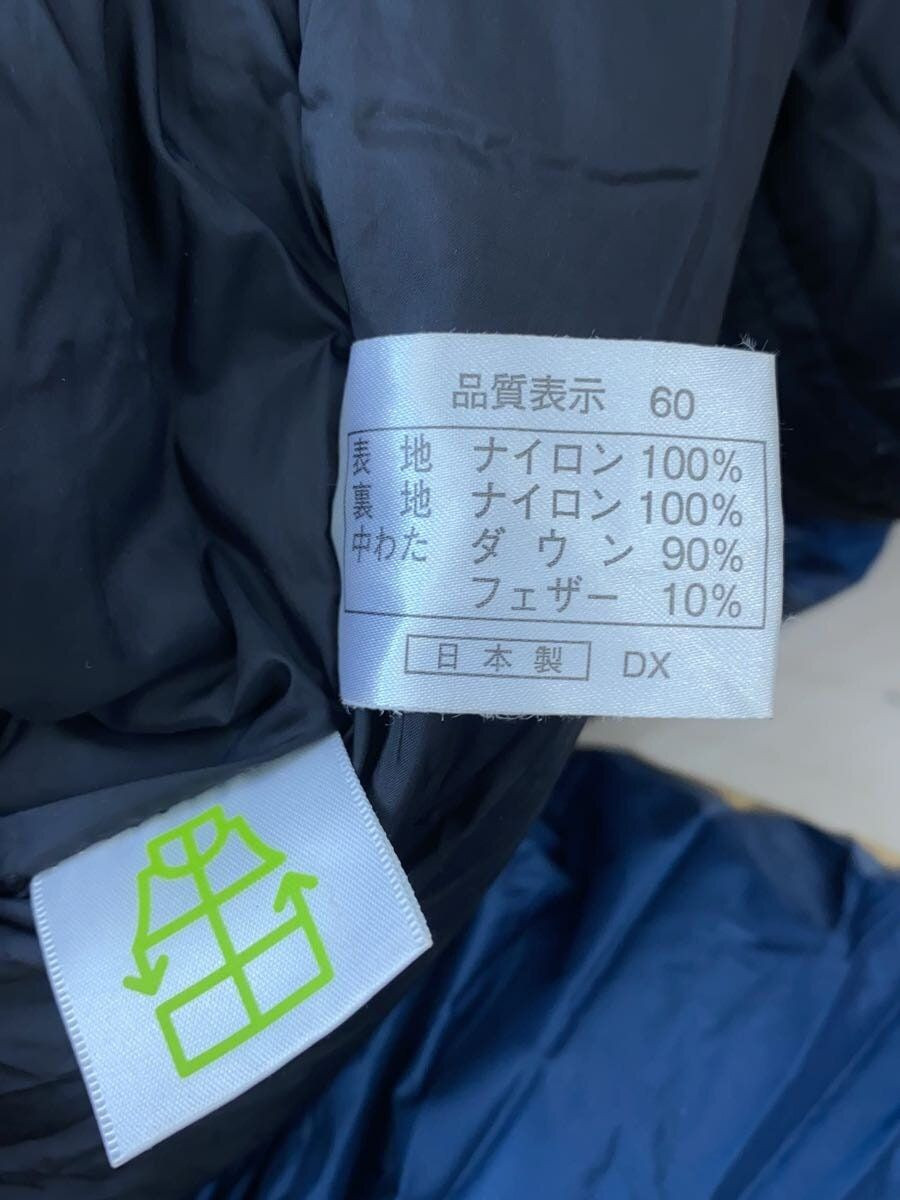 品質表示 60
表地 ナイロン 100%
裏地 ナイロン 100%
中わた ダウン 90%
フェザー 10%
日本製 DX